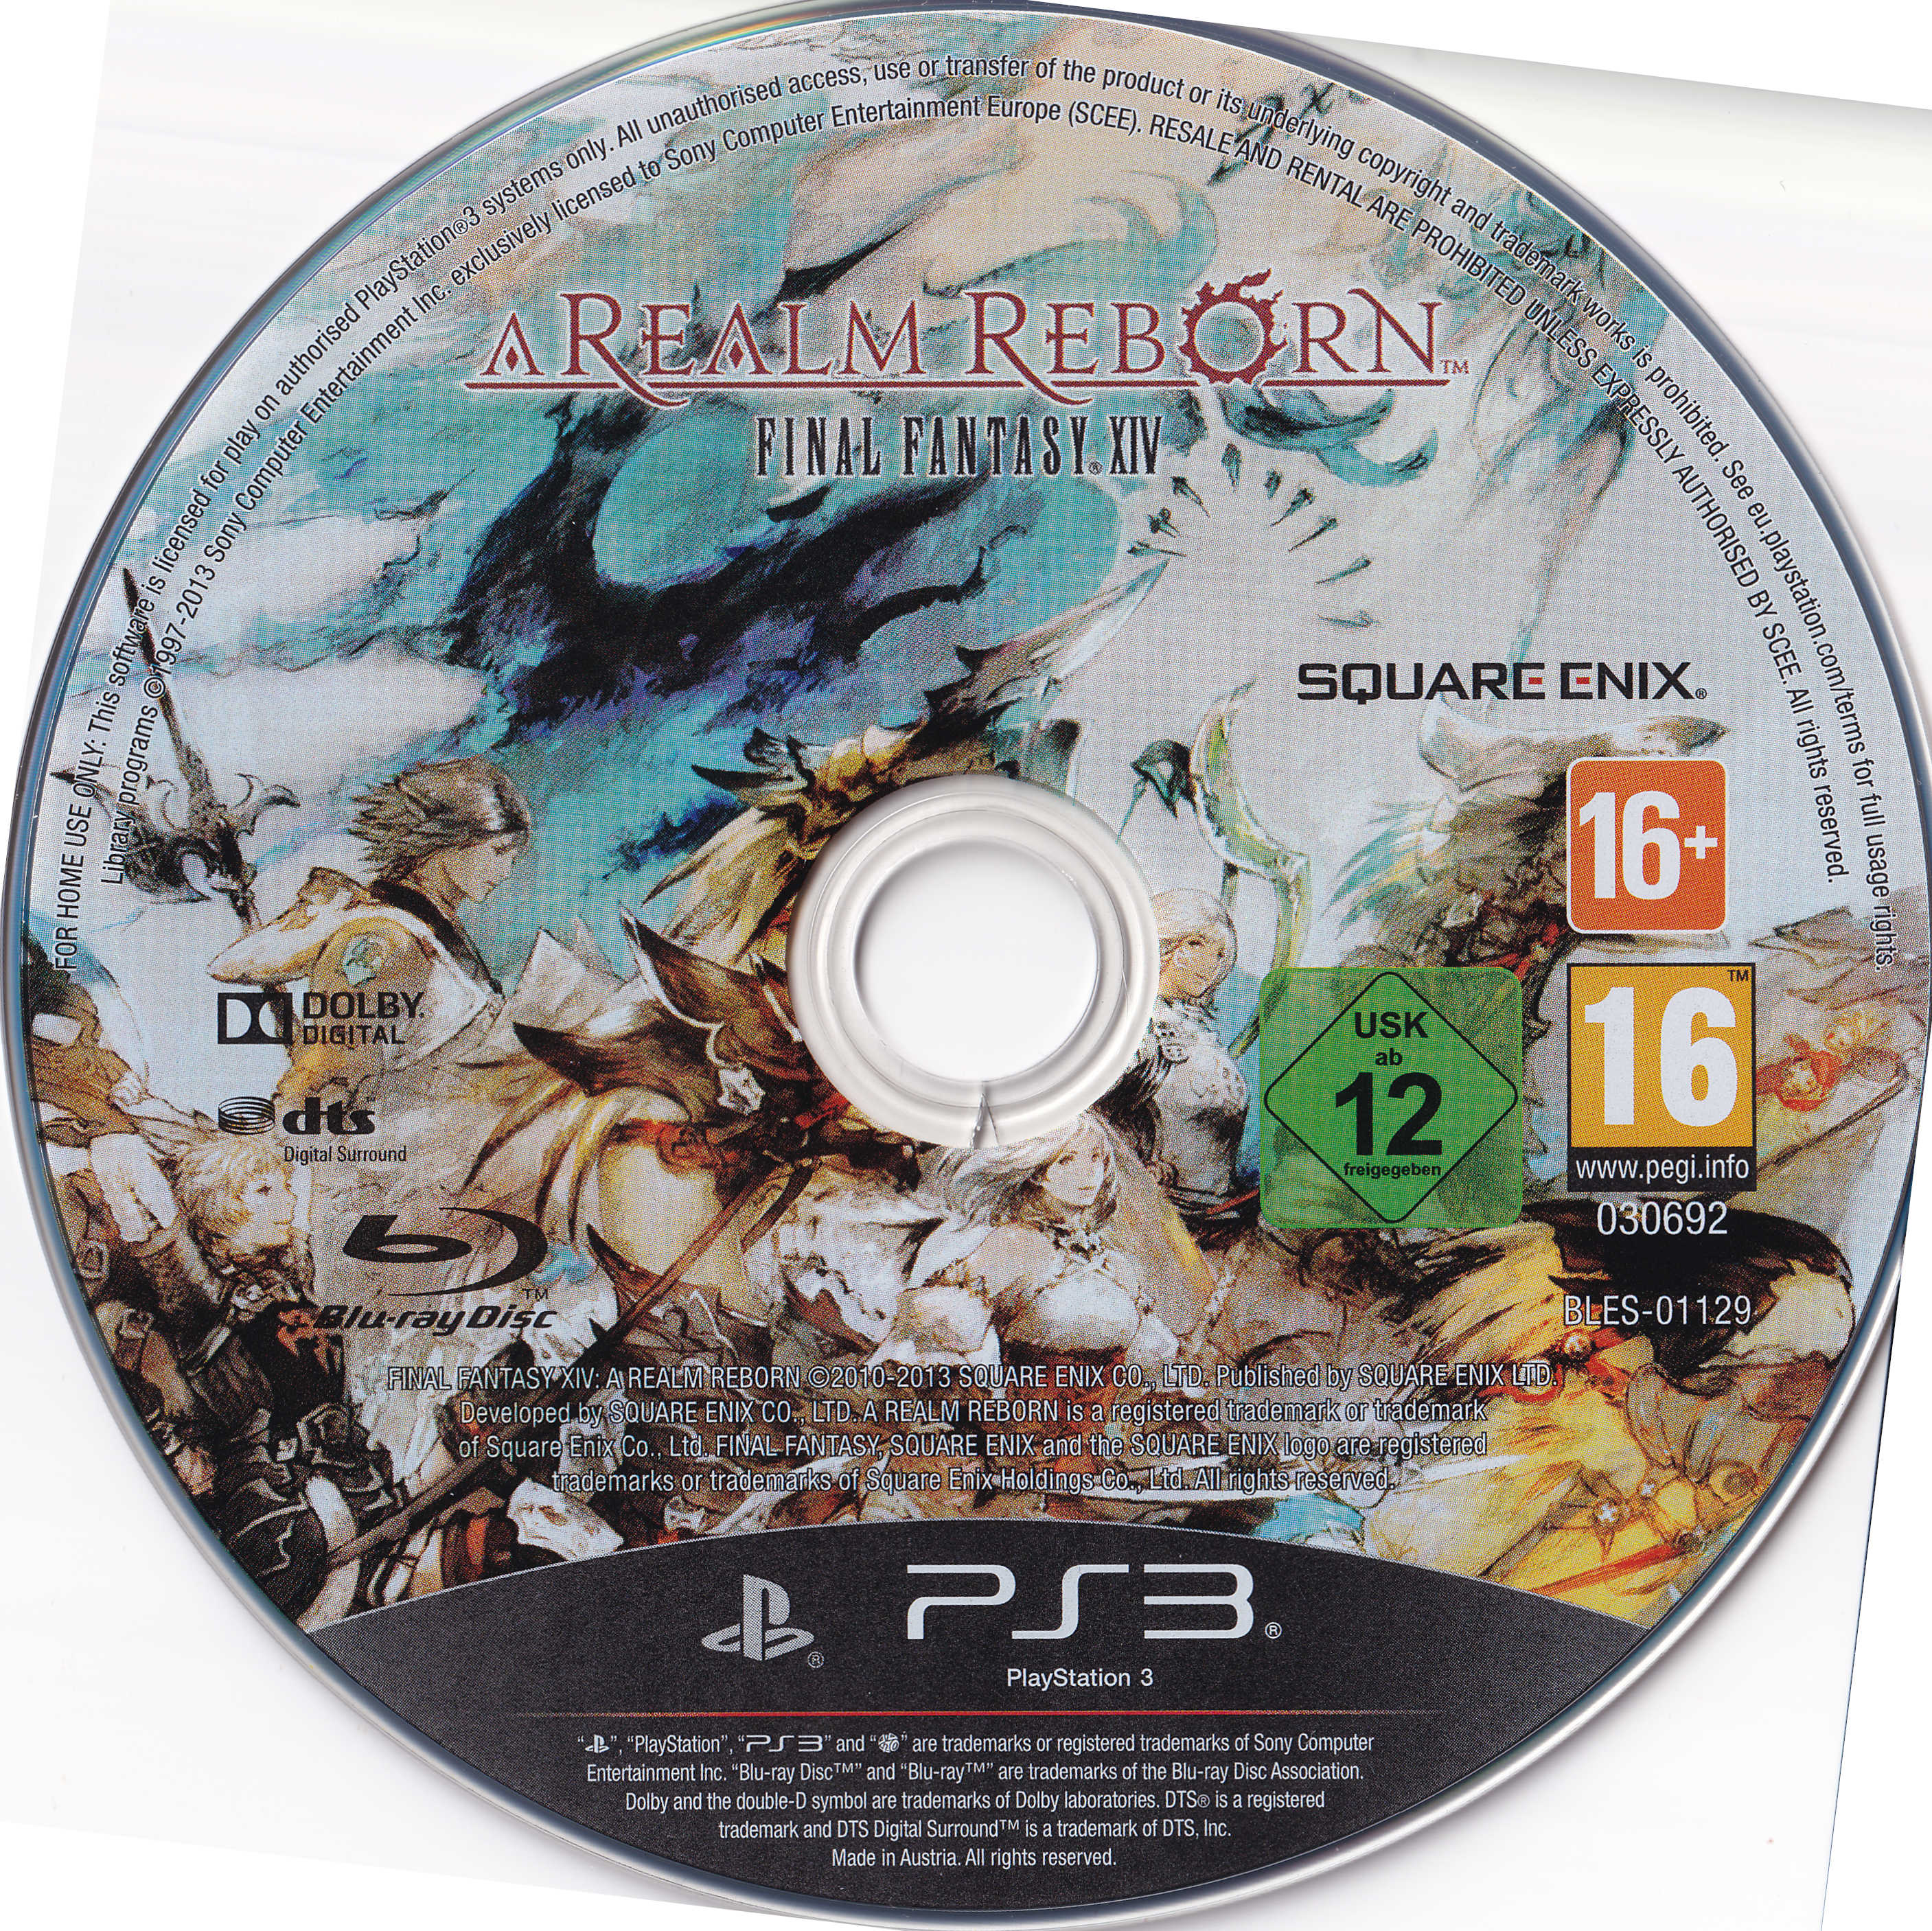 FOR HOME USE ONLY: This software is licensed for play on authorised PlayStation®3 systems only. All unauthorised access, use or transfer of the product or its underlying copyright and trademark works is prohibited. See eu.playstation.com/terms for full usage rights.
Library programs ©1997-2013 Sony Computer Entertainment Inc. exclusively licensed to Sony Computer Entertainment Europe (SCEE). RESALE AND RENTAL ARE PROHIBITED UNLESS EXPRESSLY AUTHORISED BY SCEE. All rights reserved.
A REALM REBORN™
FINAL FANTASY® XIV
SQUARE ENIX®
16+
DOLBY®
DIGITAL
dts
Digital Surround
USK
ab
12
freigegeben
16™
www.pegi.info
030692
Blu-ray Disc™
BLES-01129
FINAL FANTASY XIV: A REALM REBORN ©2010-2013 SQUARE ENIX CO., LTD. Published by SQUARE ENIX LTD.
Developed by SQUARE ENIX CO., LTD. A REALM REBORN is a registered trademark or trademark
of Square Enix Co., Ltd. FINAL FANTASY, SQUARE ENIX and the SQUARE ENIX logo are registered
trademarks or trademarks of Square Enix Holdings Co., Ltd. All rights reserved.
PS3®
®
PlayStation 3
“ ”, “PlayStation”, “PS3” and “ ” are trademarks or registered trademarks of Sony Computer
Entertainment Inc. “Blu-ray Disc™” and “Blu-ray™” are trademarks of the Blu-ray Disc Association.
Dolby and the double-D symbol are trademarks of Dolby laboratories. DTS® is a registered
trademark and DTS Digital Surround™ is a trademark of DTS, Inc.
Made in Austria. All rights reserved.